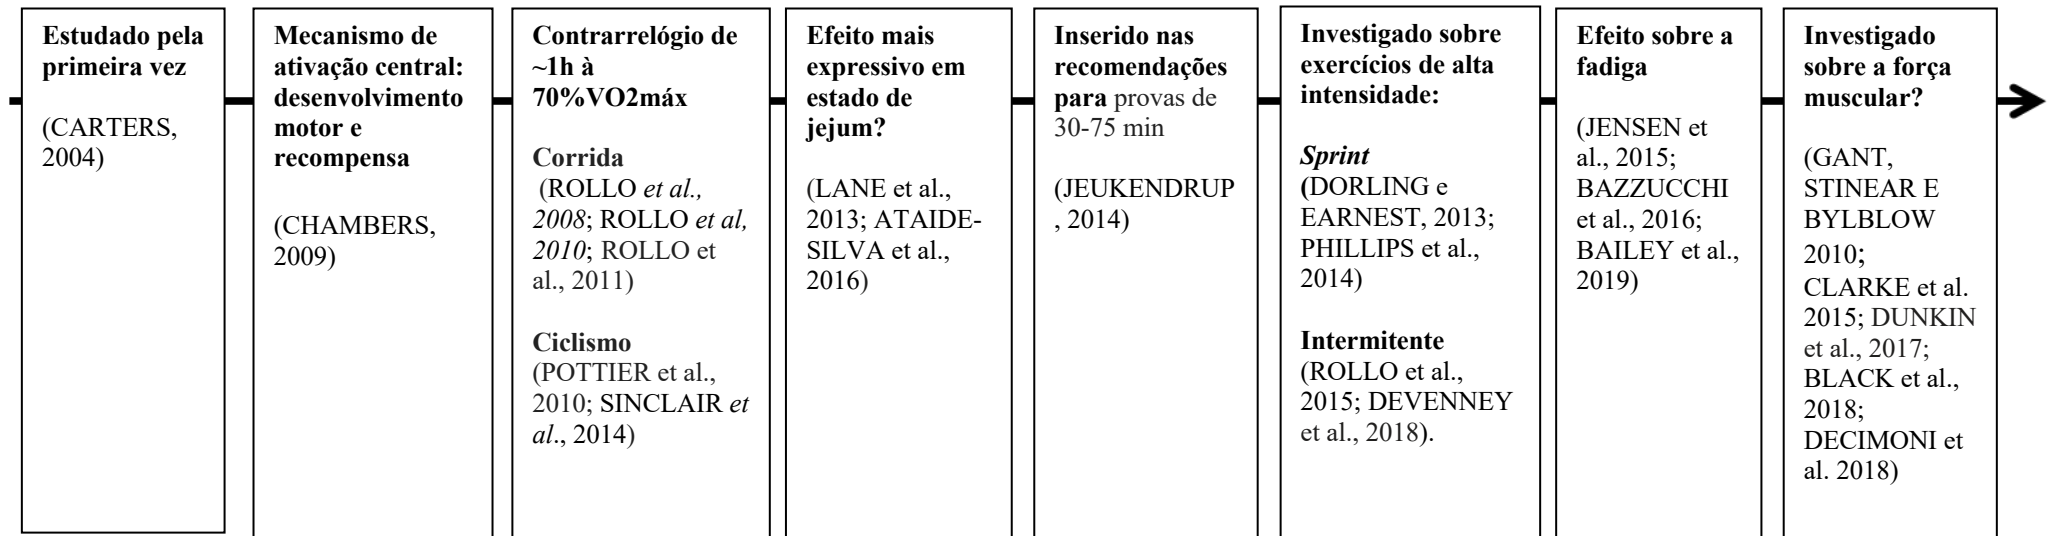 Estudado pela
primeira vez
(CARTERS,
2004)
Mecanismo de
ativação central:
desenvolvimento
motor e
recompensa
(CHAMBERS,
2009)
Contrarrelógio de
~1h à
70%VO2máx
Corrida
(ROLLO et al.,
2008; ROLLO et al,
2010; ROLLO et
al., 2011)
Ciclismo
(POTTIER et al.,
2010; SINCLAIR et
al., 2014)
Efeito mais
expressivo em
estado de
jejum?
(LANE et al.,
2013; ATAIDE-
SILVA et al.,
2016)
Inserido nas
recomendações
para provas de
30-75 min
(JEUKENDRUP
, 2014)
Investigado sobre
exercícios de alta
intensidade:
Sprint
(DORLING e
EARNEST, 2013;
PHILLIPS et al.,
2014)
Intermitente
(ROLLO et al.,
2015; DEVENNEY
et al., 2018).
Efeito sobre a
fadiga
(JENSEN et
al., 2015;
BAZZUCCHI
et al., 2016;
BAILEY et al.,
2019)
Investigado
sobre a força
muscular?
(GANT,
STINEAR E
BYLBLOW
2010;
CLARKE et al.
2015; DUNKIN
et al., 2017;
BLACK et al.,
2018;
DECIMONI et
al. 2018)